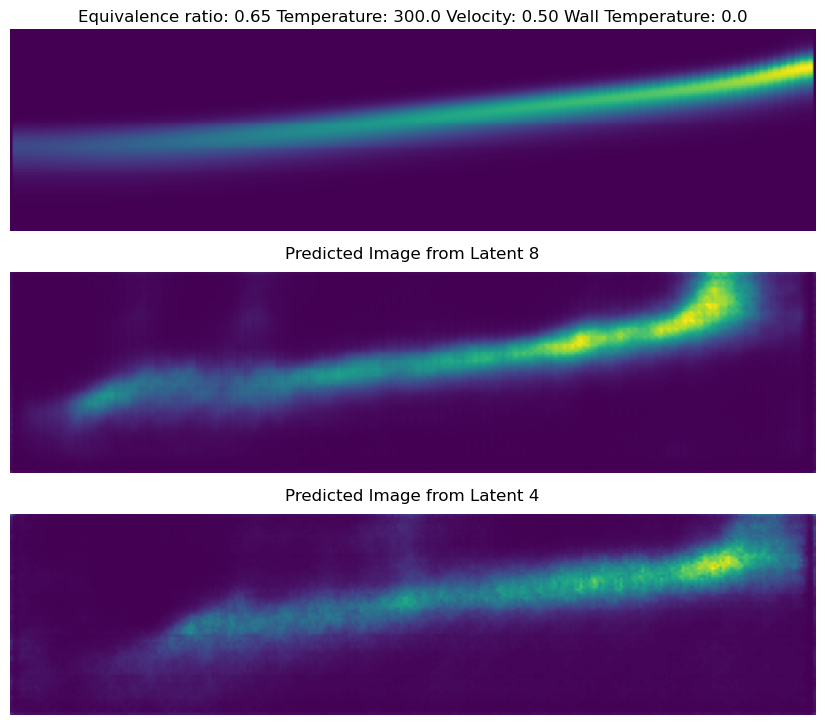 Equivalence ratio: 0.65 Temperature: 300.0 Velocity: 0.50 Wall Temperature: 0.0
Predicted Image from Latent 8
Predicted Image from Latent 4